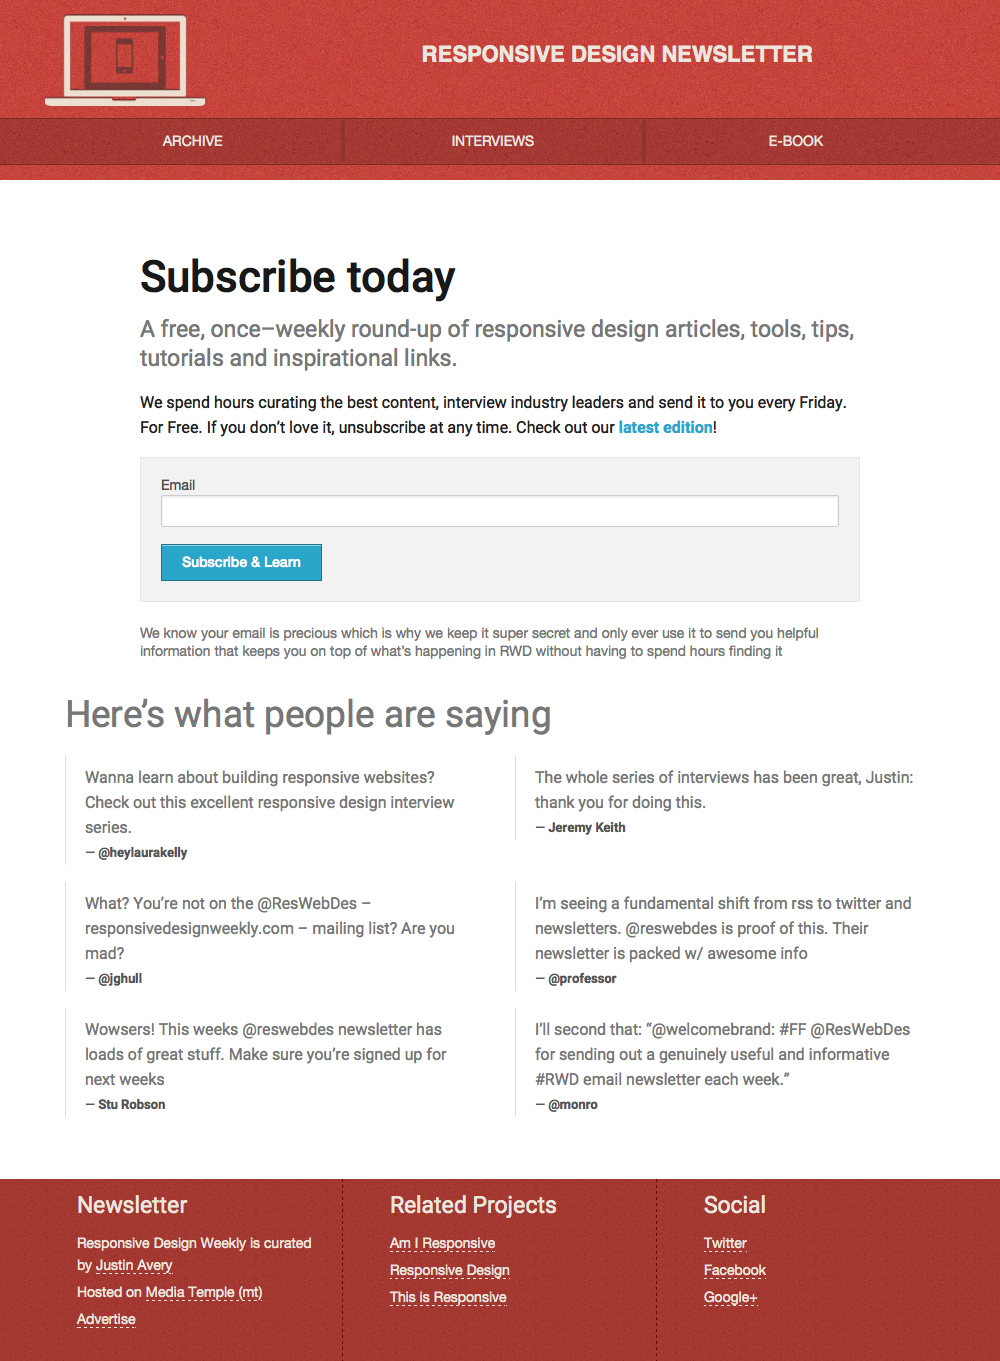 RESPONSIVE DESIGN NEWSLETTER
ARCHIVE
INTERVIEWS
E-BOOK
Subscribe today
A free, once–weekly round-up of responsive design articles, tools, tips,
tutorials and inspirational links.
We spend hours curating the best content, interview industry leaders and send it to you every Friday.
For Free. If you don’t love it, unsubscribe at any time. Check out our latest edition!
Email
Subscribe & Learn
We know your email is precious which is why we keep it super secret and only ever use it to send you helpful
information that keeps you on top of what’s happening in RWD without having to spend hours finding it
Here’s what people are saying
Wanna learn about building responsive websites?
Check out this excellent responsive design interview
series.
— @heylaurakelly
The whole series of interviews has been great, Justin:
thank you for doing this.
— Jeremy Keith
What? You’re not on the @ResWebDes –
responsivedesignweekly.com – mailing list? Are you
mad?
— @jghull
I’m seeing a fundamental shift from rss to twitter and
newsletters. @reswebdes is proof of this. Their
newsletter is packed w/ awesome info
— @professor
Wowsers! This weeks @reswebdes newsletter has
loads of great stuff. Make sure you’re signed up for
next weeks
— Stu Robson
I’ll second that: “@welcomebrand: #FF @ResWebDes
for sending out a genuinely useful and informative
#RWD email newsletter each week.”
— @monro
Newsletter
Responsive Design Weekly is curated
by Justin Avery
Hosted on Media Temple (mt)
Advertise
Related Projects
Am I Responsive
Responsive Design
This is Responsive
Social
Twitter
Facebook
Google+